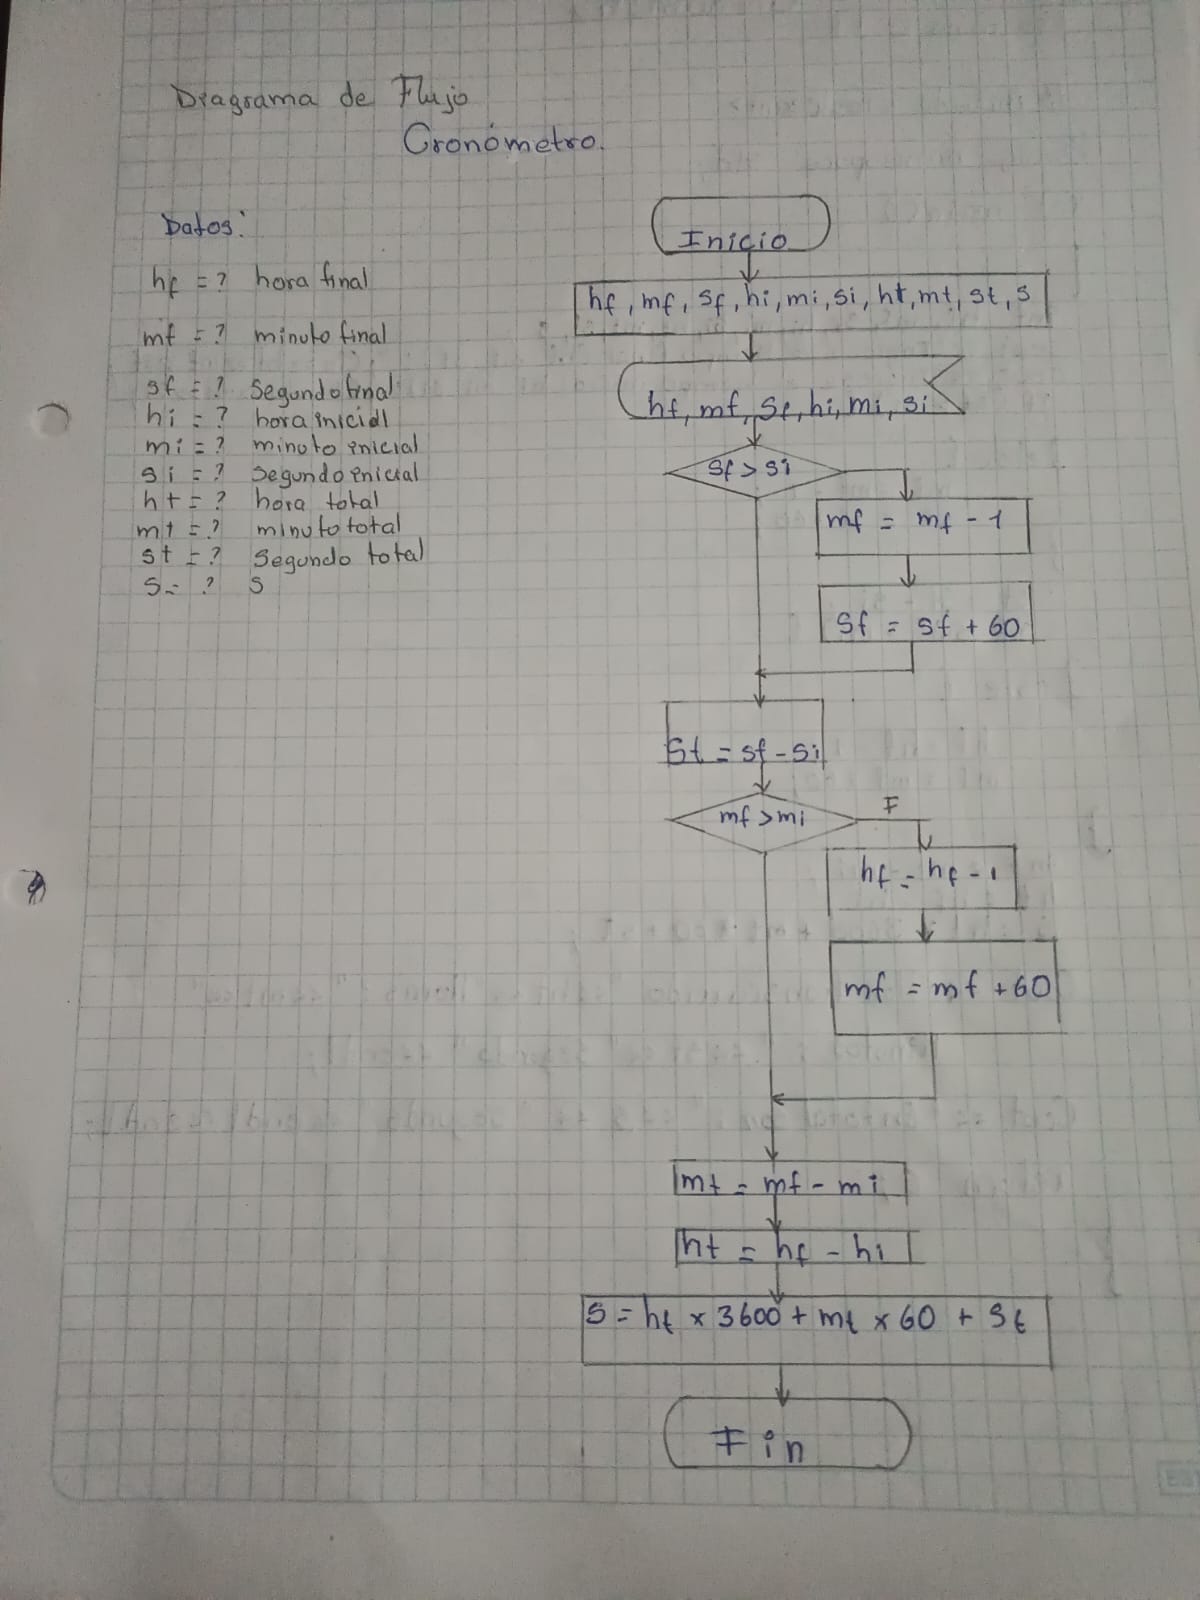 Diagrama de Flujo
Cronómetro.
Datos:
hf = ? hora final
mf = ? minuto final
sf = ? Segundo final
hi = ? hora inicial
mi = ? minuto inicial
si = ? Segundo inicial
ht = ? hora total
mt = ? minuto total
st = ? Segundo total
S = ? S
Inicio
hf, mf, sf, hi, mi, si, ht, mt, st, s
hf, mf, sf, hi, mi, si
sf > si
mf = mf - 1
sf = sf + 60
St = sf - si
mf > mi
F
hf = hf - 1
mf = mf + 60
mt = mf - mi
ht = hf - hi
S = ht x 3600 + mt x 60 + St
Fin